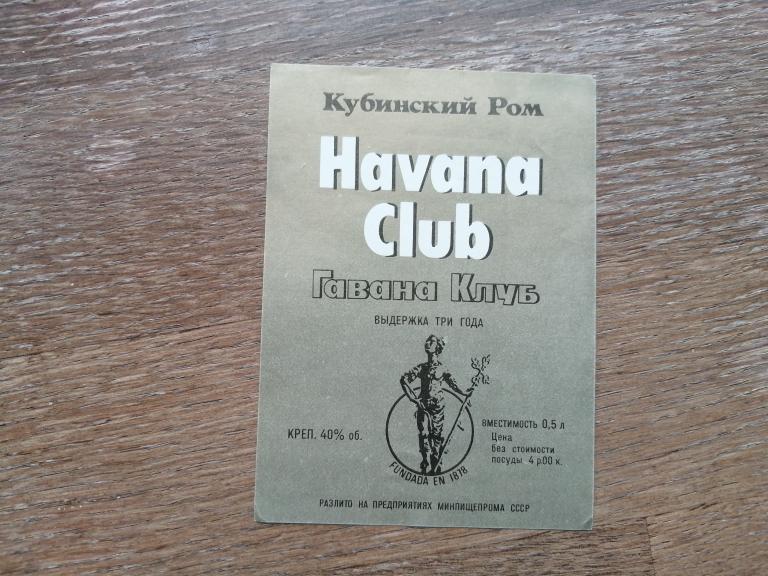 Кубинский Ром
Havana
Club
Гавана Клуб
ВЫДЕРЖКА ТРИ ГОДА
КРЕП. 40% об.
ВМЕСТИМОСТЬ 0,5 л
Цена
без стоимости
посуды 4 р.00 к.
FUNDADA EN 1878
РАЗЛИТО НА ПРЕДПРИЯТИЯХ МИНПИЩЕПРОМА СССР